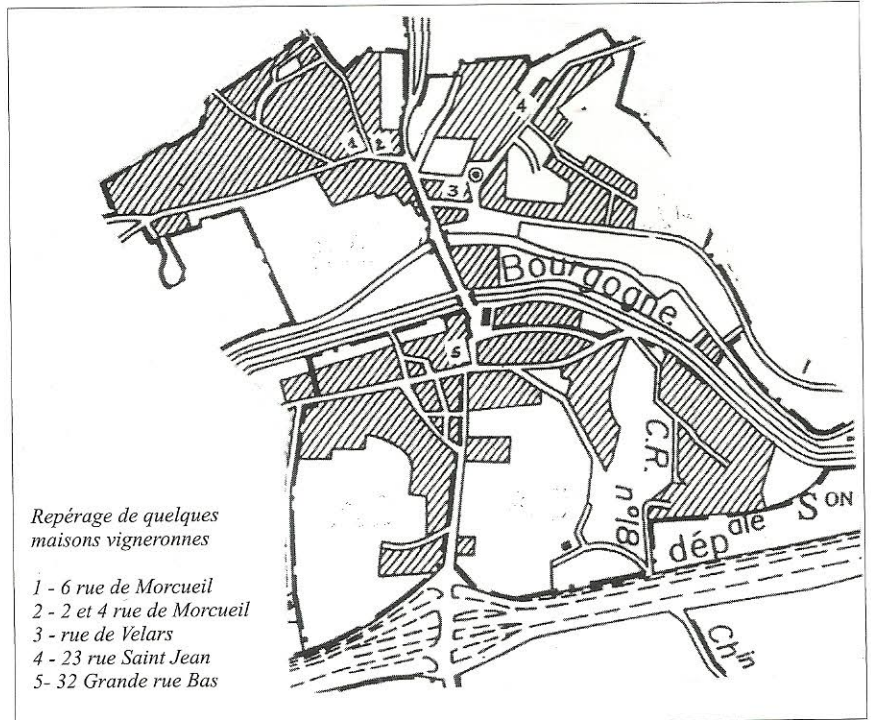 1
2
3
4
5
Bourgogne
C.R. n°18
dép ale S ON
Ch in
Repérage de quelques
maisons vigneronnes
1 - 6 rue de Morcueil
2 - 2 et 4 rue de Morcueil
3 - rue de Velars
4 - 23 rue Saint Jean
5- 32 Grande rue Bas